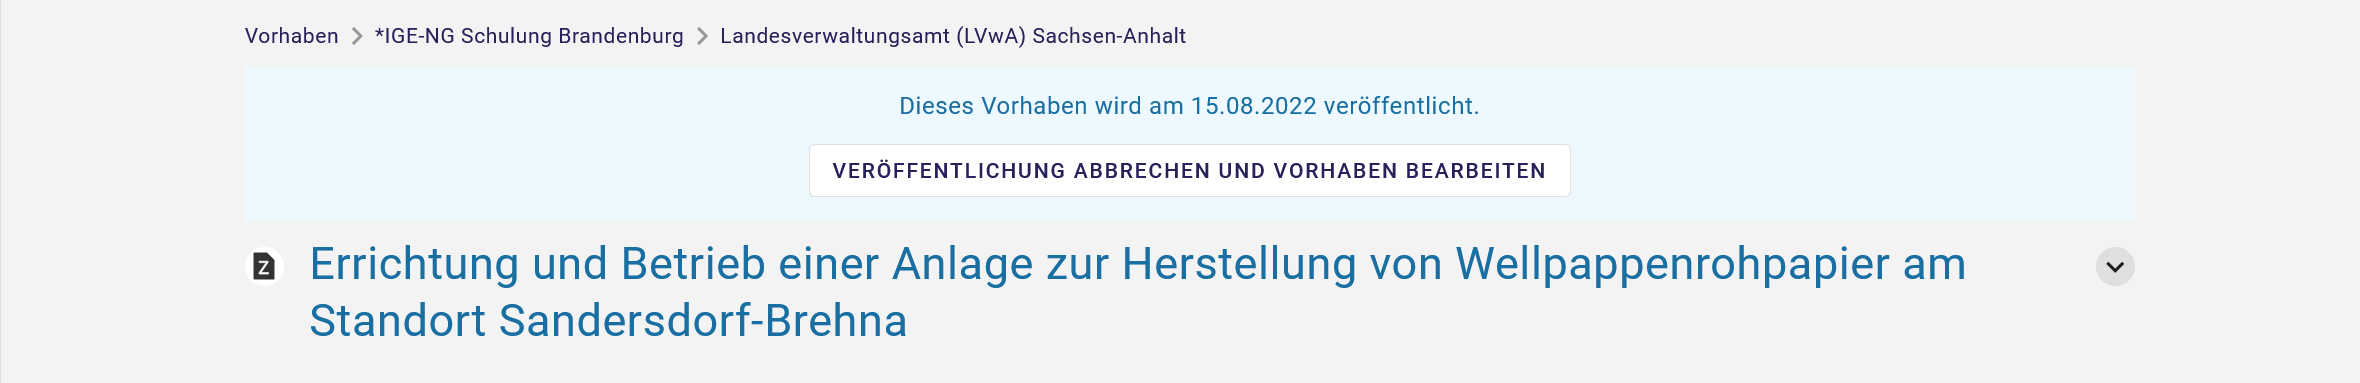 Vorhaben > *IGE-NG Schulung Brandenburg > Landesverwaltungsamt (LVwA) Sachsen-Anhalt
Dieses Vorhaben wird am 15.08.2022 veröffentlicht.
VERÖFFENTLICHUNG ABBRECHEN UND VORHABEN BEARBEITEN
Z Errichtung und Betrieb einer Anlage zur Herstellung von Wellpappenrohpapier am
Standort Sandersdorf-Brehna